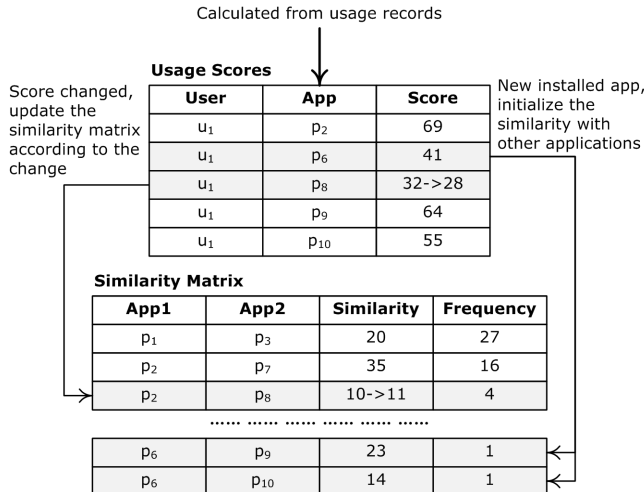 Calculated from usage records
Score changed,
update the
similarity matrix
according to the
change
New installed app,
initialize the
similarity with
other applications
Usage Scores
User App Score
u₁ p₂ 69
u₁ p₆ 41
u₁ p₈ 32->28
u₁ p₉ 64
u₁ p₁₀ 55
Similarity Matrix
App1 App2 Similarity Frequency
p₁ p₃ 20 27
p₂ p₇ 35 16
p₂ p₈ 10->11 4
...... ...... ...... ...... ...... ......
p₆ p₉ 23 1
p₆ p₁₀ 14 1